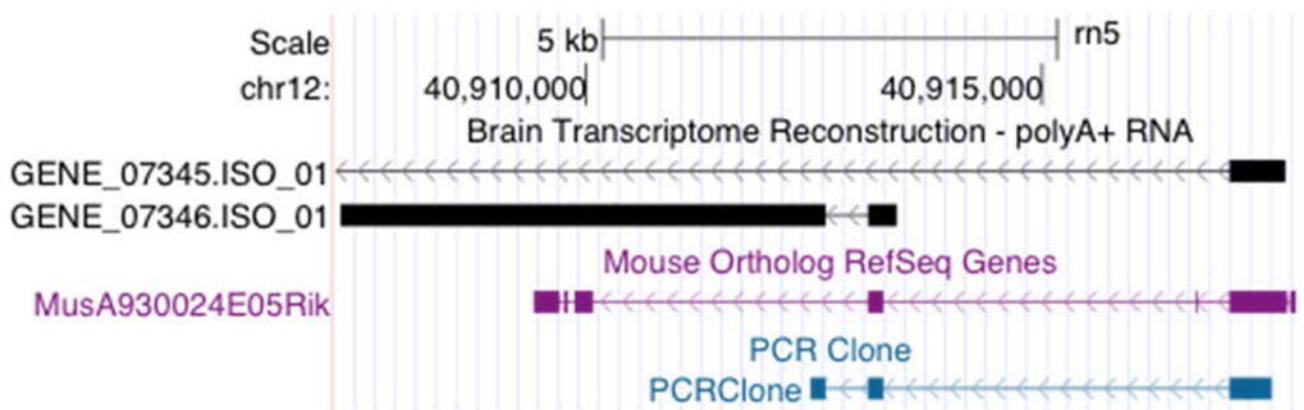 Scale 5 kb rn5
chr12: 40,910,000 40,915,000
Brain Transcriptome Reconstruction - polyA+ RNA
GENE_07345.ISO_01
GENE_07346.ISO_01
Mouse Ortholog RefSeq Genes
MusA930024E05Rik
PCR Clone
PCRClone